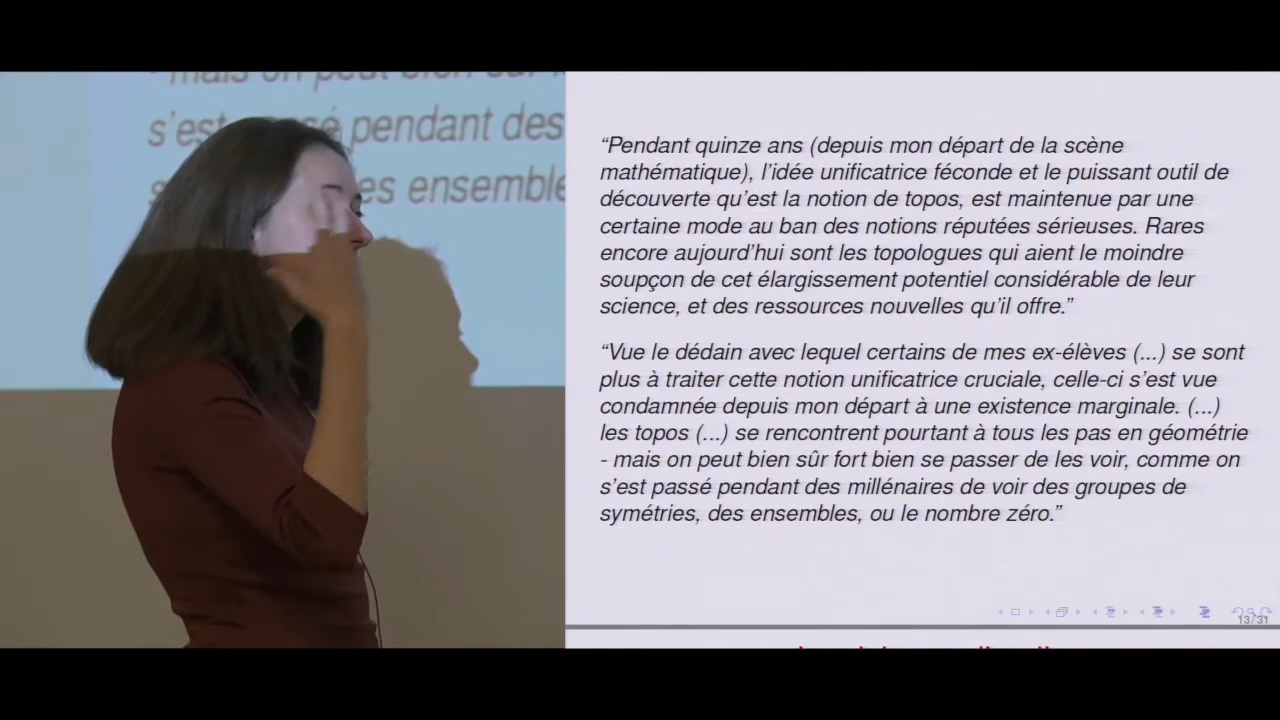 mais on peut bien sûr
s'est passé pendant des
es ensemble
“Pendant quinze ans (depuis mon départ de la scène
mathématique), l’idée unificatrice féconde et le puissant outil de
découverte qu’est la notion de topos, est maintenue par une
certaine mode au ban des notions réputées sérieuses. Rares
encore aujourd’hui sont les topologues qui aient le moindre
soupçon de cet élargissement potentiel considérable de leur
science, et des ressources nouvelles qu’il offre.”
“Vue le dédain avec lequel certains de mes ex-élèves (...) se sont
plus à traiter cette notion unificatrice cruciale, celle-ci s’est vue
condamnée depuis mon départ à une existence marginale. (...)
les topos (...) se rencontrent pourtant à tous les pas en géométrie
- mais on peut bien sûr fort bien se passer de les voir, comme on
s’est passé pendant des millénaires de voir des groupes de
symétries, des ensembles, ou le nombre zéro.”
13/31